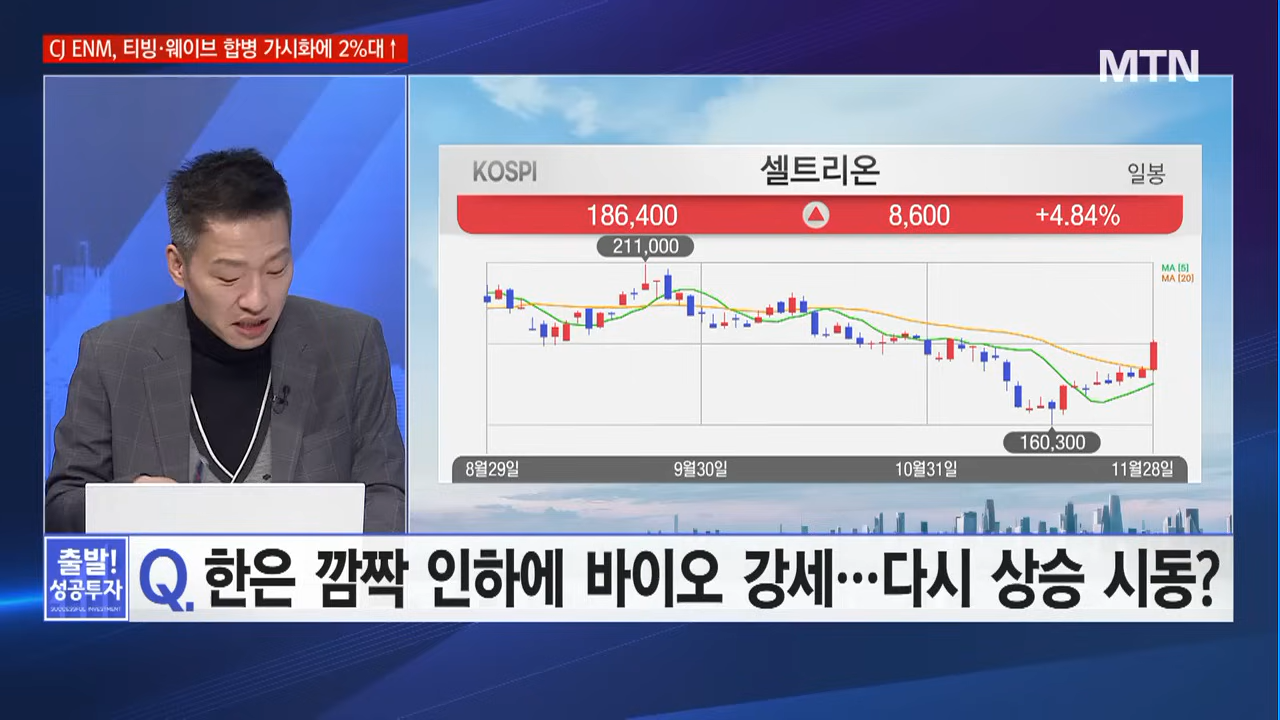 CJ ENM, 티빙·웨이브 합병 가시화에 2%대↑
MTN
KOSPI
셀트리온
일봉
186,400
8,600
+4.84%
211,000
MA [5]
MA [20]
160,300
8월29일
9월30일
10월31일
11월28일
출발!
성공투자
SUCCESSFUL INVESTMENT
Q. 한은 깜짝 인하에 바이오 강세…다시 상승 시동?